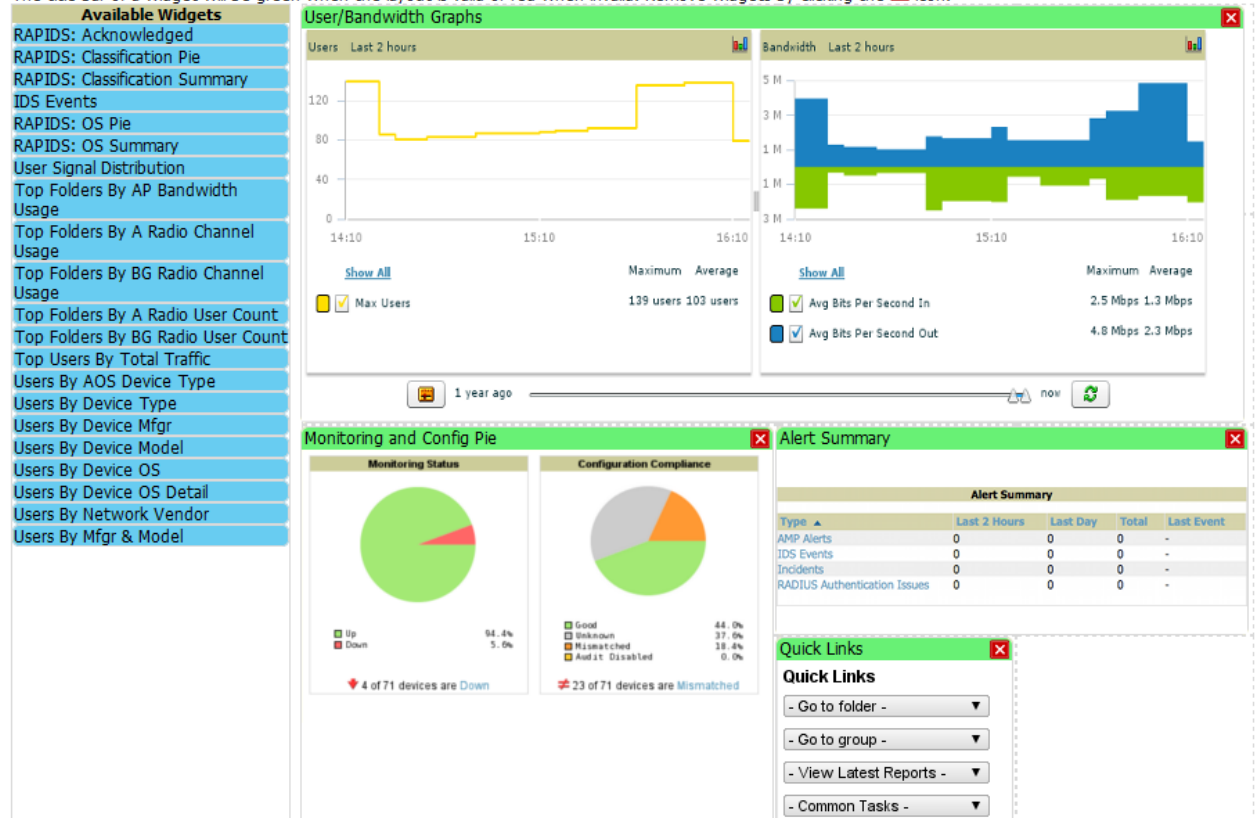 Available Widgets
RAPIDS: Acknowledged
RAPIDS: Classification Pie
RAPIDS: Classification Summary
IDS Events
RAPIDS: OS Pie
RAPIDS: OS Summary
User Signal Distribution
Top Folders By AP Bandwidth
Usage
Top Folders By A Radio Channel
Usage
Top Folders By BG Radio Channel
Usage
Top Folders By A Radio User Count
Top Folders By BG Radio User Count
Top Users By Total Traffic
Users By AOS Device Type
Users By Device Type
Users By Device Mfgr
Users By Device Model
Users By Device OS
Users By Device OS Detail
Users By Network Vendor
Users By Mfgr & Model
User/Bandwidth Graphs
Users Last 2 hours
120
80
40
0
14:10 15:10 16:10
Show All Maximum Average
Max Users 139 users 103 users
Bandwidth Last 2 hours
5 M
3 M
1 M
1 M
3 M
14:10 15:10 16:10
Show All Maximum Average
Avg Bits Per Second In 2.5 Mbps 1.3 Mbps
Avg Bits Per Second Out 4.8 Mbps 2.3 Mbps
1 year ago now
Monitoring and Config Pie
Monitoring Status
Up 94.4%
Down 5.6%
4 of 71 devices are Down
Configuration Compliance
Good 44.0%
Unknown 37.6%
Mismatched 18.4%
Audit Disabled 0.0%
23 of 71 devices are Mismatched
Alert Summary
Alert Summary
Type Last 2 Hours Last Day Total Last Event
AMP Alerts 0 0 0 -
IDS Events 0 0 0 -
Incidents 0 0 0 -
RADIUS Authentication Issues 0 0 0 -
Quick Links
Quick Links
- Go to folder -
- Go to group -
- View Latest Reports -
- Common Tasks -